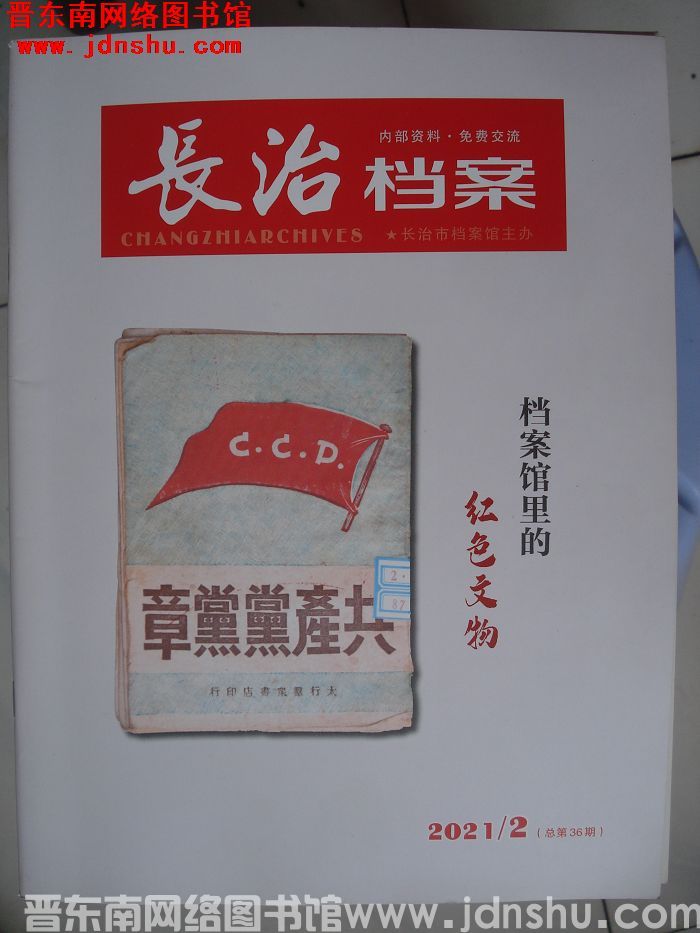 晋东南网络图书馆
www.jdnshu.com
内部资料·免费交流
長治 档案
CHANGZHIARCHIVES
★长治市档案馆主办
档案馆里的
红色文物
C.C.D.
2·
87
章黨黨產共
行印店書衆羣行太
2021/2（总第36期）
晋东南网络图书馆www.jdnshu.com